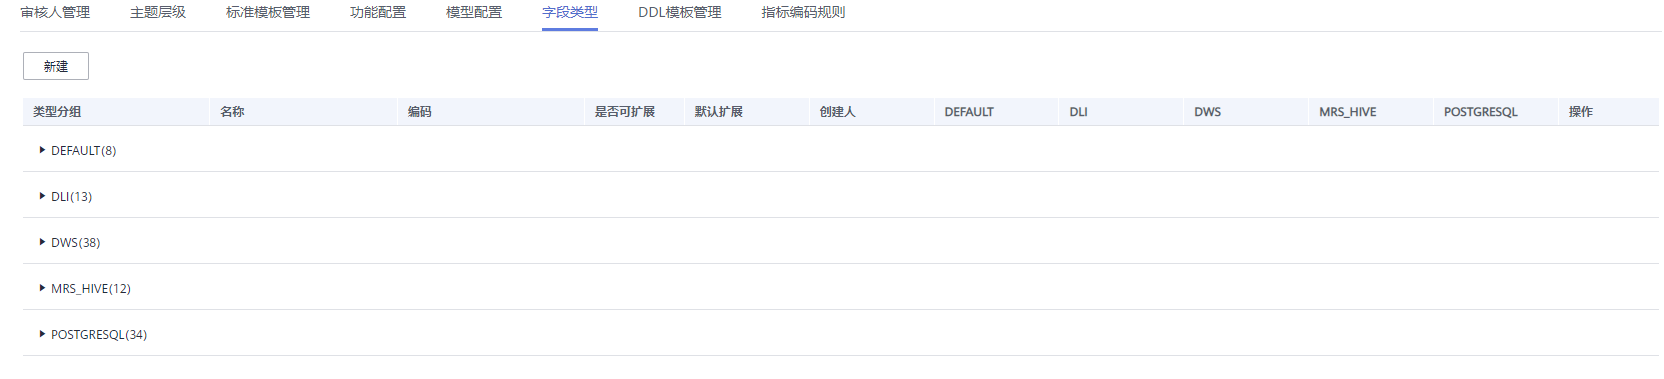 审核人管理 主题层级 标准模板管理 功能配置 模型配置 字段类型 DDL模板管理 指标编码规则
新建
类型分组 名称 编码 是否可扩展 默认扩展 创建人 DEFAULT DLI DWS MRS_HIVE POSTGRESQL 操作
DEFAULT(8)
DLI(13)
DWS(38)
MRS_HIVE(12)
POSTGRESQL(34)